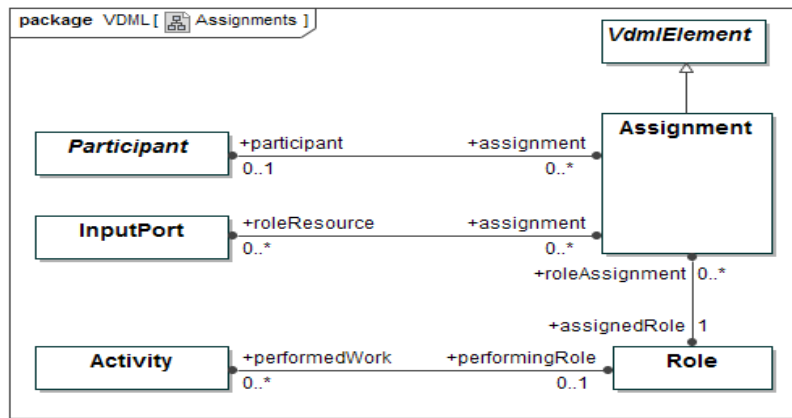 package VDML [ Assignments ]
VdmlElement
Assignment
Participant
+participant
+assignment
0..1
0..*
InputPort
+roleResource
+assignment
0..*
0..*
+roleAssignment 0..*
+assignedRole 1
Activity
+performedWork
+performingRole
0..*
0..1
Role